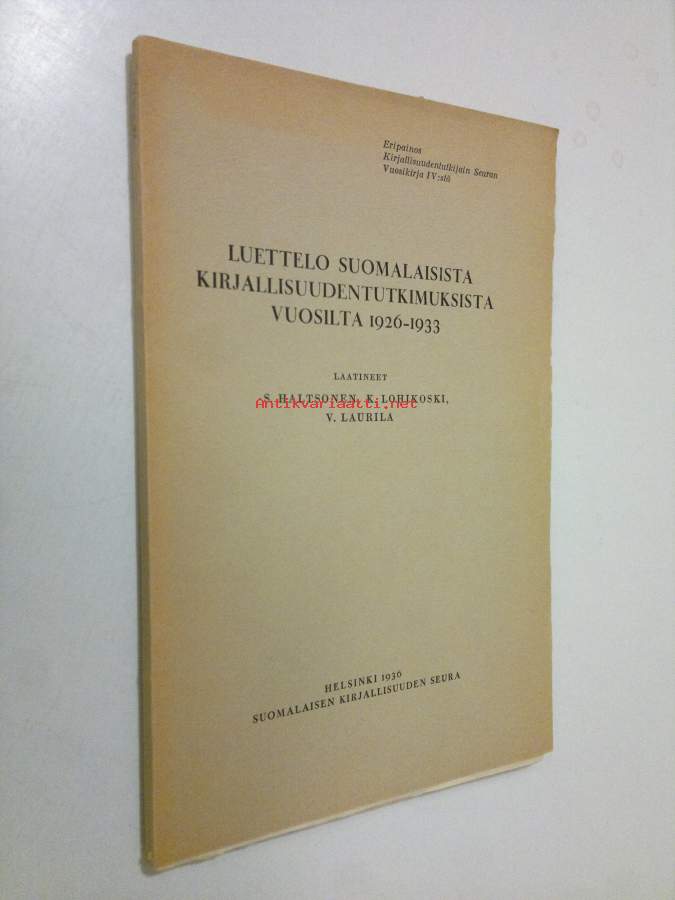 Eripainos
Kirjallisuudentutkijain Seuran
Vuosikirja IV:stä
LUETTELO SUOMALAISISTA
KIRJALLISUUDENTUTKIMUKSISTA
VUOSILTA 1926-1933
LAATINEET
S. HALTSONEN, K. LOHIKOSKI,
Antikvariaatti.net
V. LAURILA
HELSINKI 1936
SUOMALAISEN KIRJALLISUUDEN SEURA